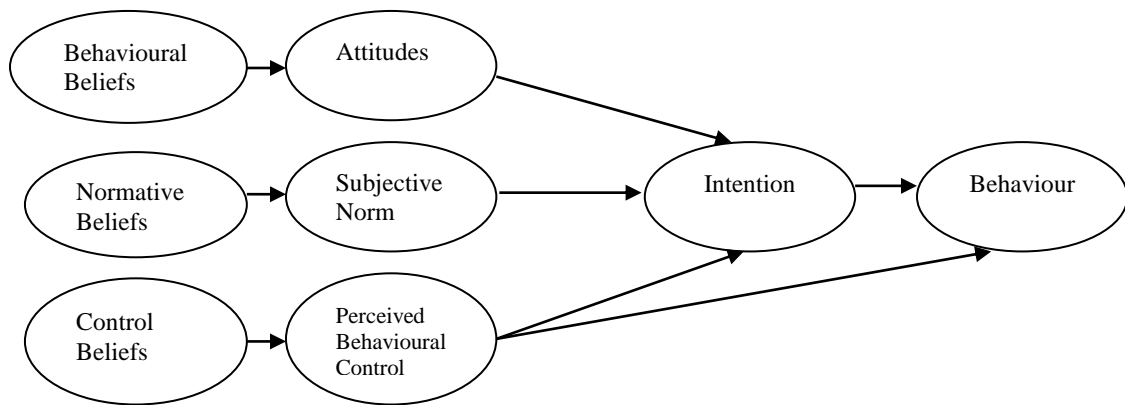 Behavioural
Beliefs
Attitudes
Normative
Beliefs
Subjective
Norm
Intention
Behaviour
Control
Beliefs
Perceived
Behavioural
Control